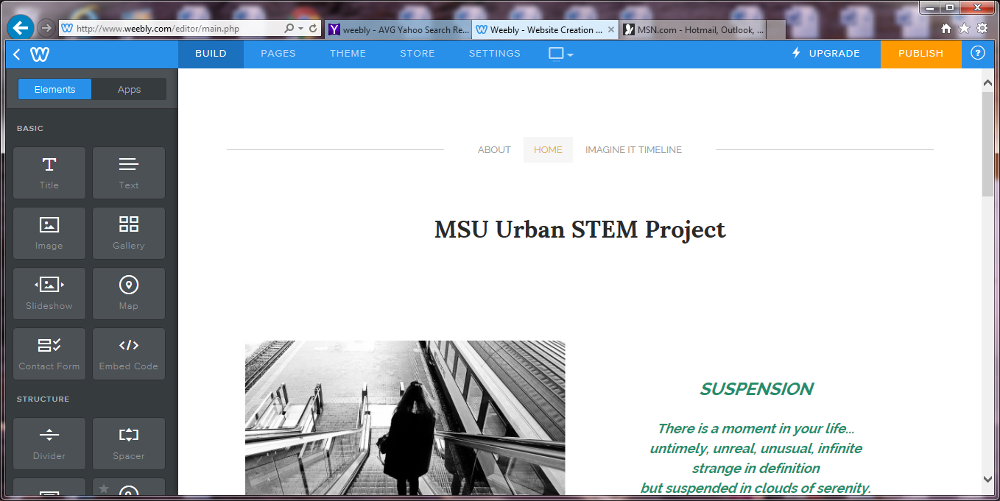 http://www.weebly.com/editor/main.php
weebly - AVG Yahoo Search Re...
Weebly - Website Creation ...
MSN.com - Hotmail, Outlook, ...
BUILD
PAGES
THEME
STORE
SETTINGS
UPGRADE
PUBLISH
?
Elements
Apps
BASIC
Title
Text
Image
Gallery
Slideshow
Map
Contact Form
Embed Code
STRUCTURE
Divider
Spacer
ABOUT
HOME
IMAGINE IT TIMELINE
MSU Urban STEM Project
SUSPENSION
There is a moment in your life...
untimely, unreal, unusual, infinite
strange in definition
but suspended in clouds of serenity.